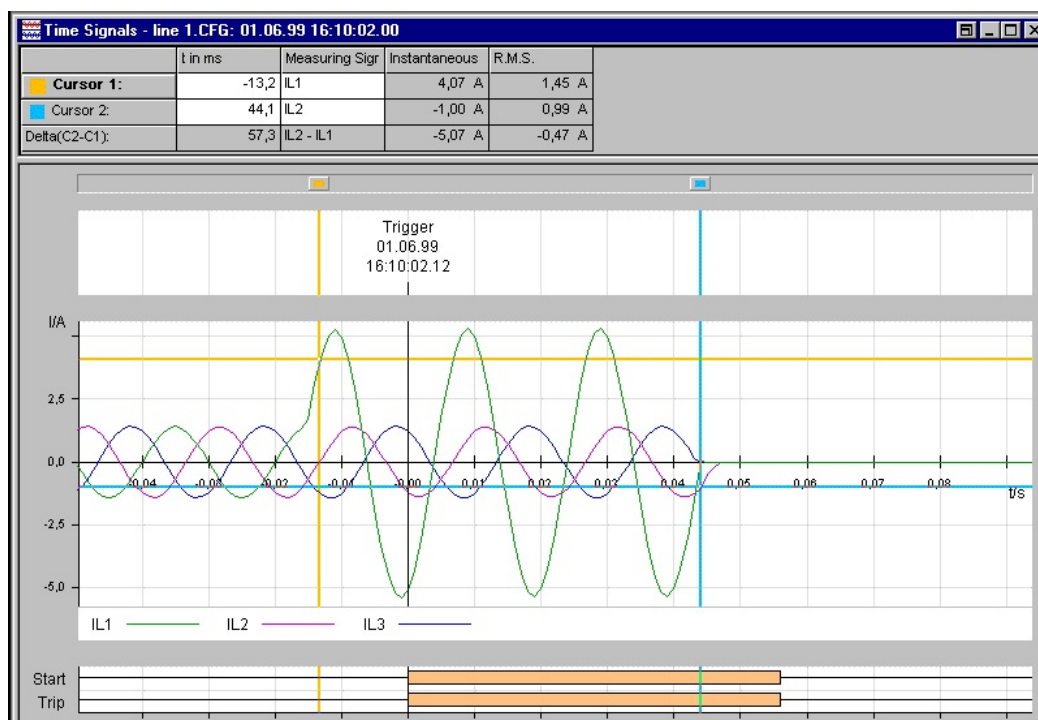 Time Signals - line 1.CFG: 01.06.99 16:10:02.00
t in ms Measuring Sigr Instantaneous R.M.S.
Cursor 1: -13,2 IL1 4,07 A 1,45 A
Cursor 2: 44,1 IL2 -1,00 A 0,99 A
Delta(C2-C1): 57,3 IL2 - IL1 -5,07 A -0,47 A
Trigger
01.06.99
16:10:02.12
I/A
2,5
0,0
-0,04 -0,03 -0,02 -0,01 -0,00 0,01 0,02 0,03 0,04 0,05 0,06 0,07 0,08
t/s
-2,5
-5,0
IL1 IL2 IL3
Start
Trip